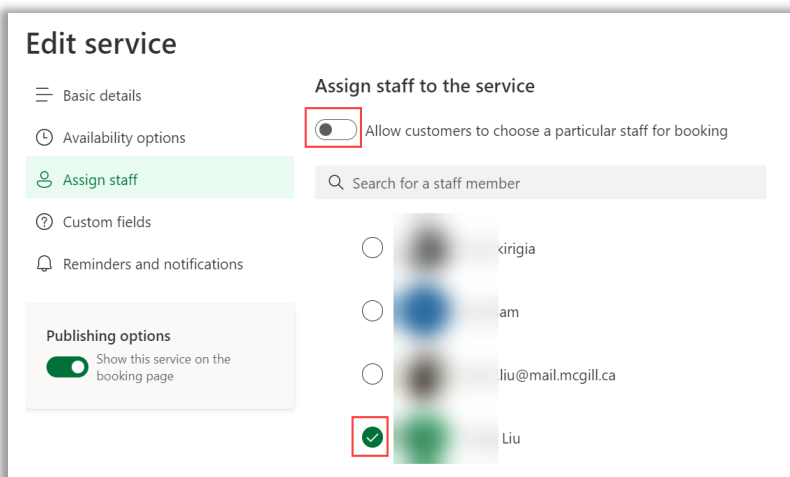 Edit service
Basic details
Availability options
Assign staff
Custom fields
Reminders and notifications
Publishing options
Show this service on the
booking page
Assign staff to the service
Allow customers to choose a particular staff for booking
Search for a staff member
kirigia
am
liu@mail.mcgill.ca
Liu